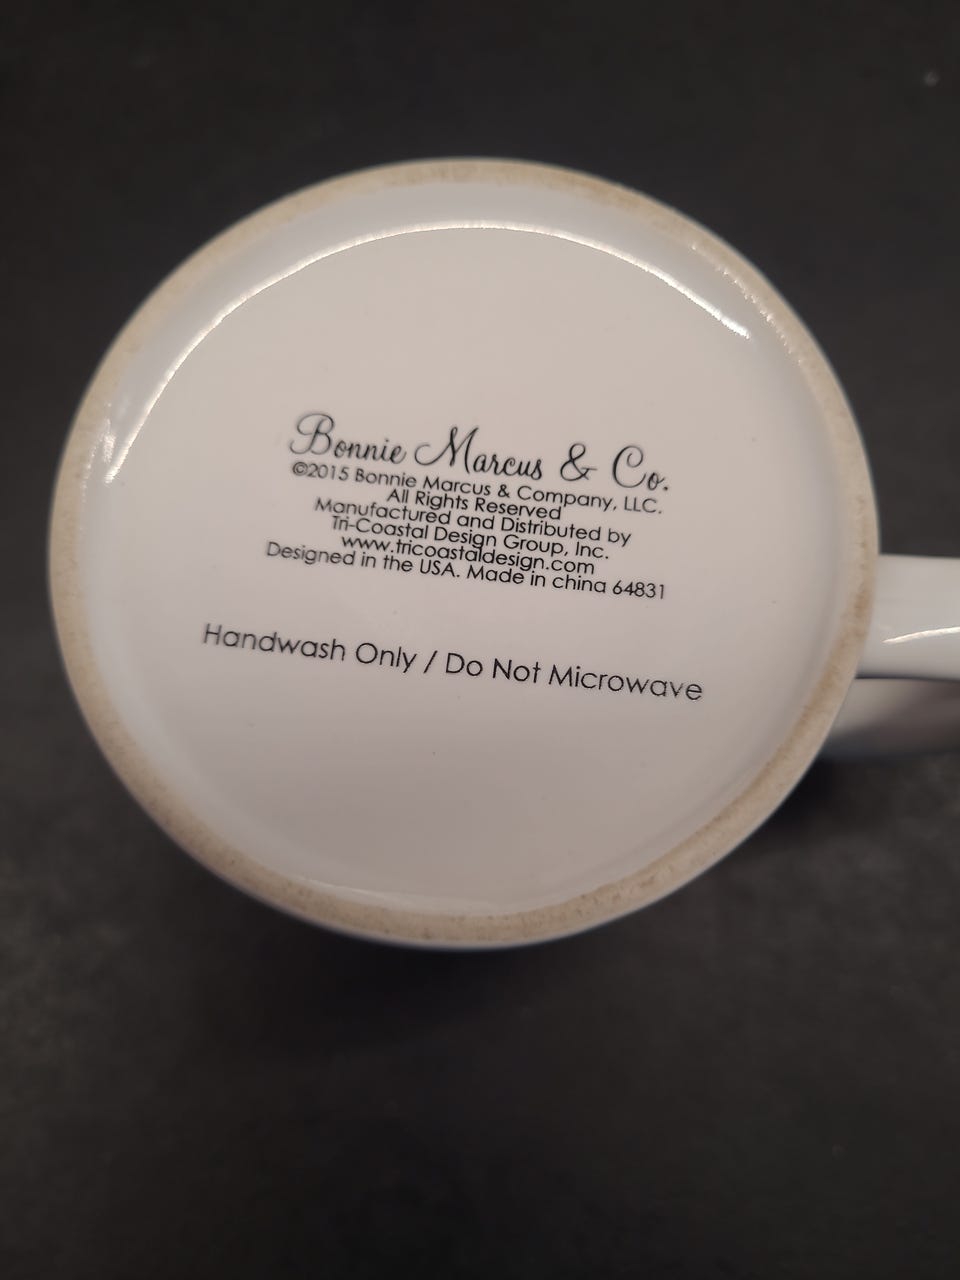 Bonnie Marcus & Co.
©2015 Bonnie Marcus & Company, LLC.
All Rights Reserved
Manufactured and Distributed by
Tri-Coastal Design Group, Inc.
www.tricoastaldesign.com
Designed in the USA. Made in china 64831
Handwash Only / Do Not Microwave